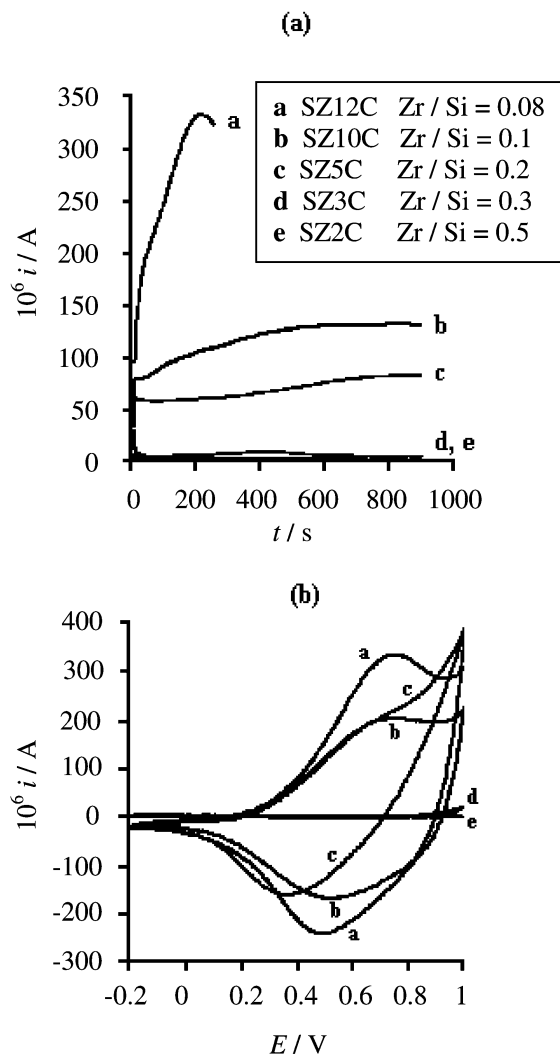 (a)
350
300
250
200
150
100
50
0
10⁶ i / A
a
b
c
d, e
a SZ12C Zr / Si = 0.08
b SZ10C Zr / Si = 0.1
c SZ5C Zr / Si = 0.2
d SZ3C Zr / Si = 0.3
e SZ2C Zr / Si = 0.5
0 200 400 600 800 1000
t / s
(b)
400
300
200
100
0
-100
-200
-300
10⁶ i / A
a
c
b
d
e
c
b
a
-0.2 0 0.2 0.4 0.6 0.8 1
E / V